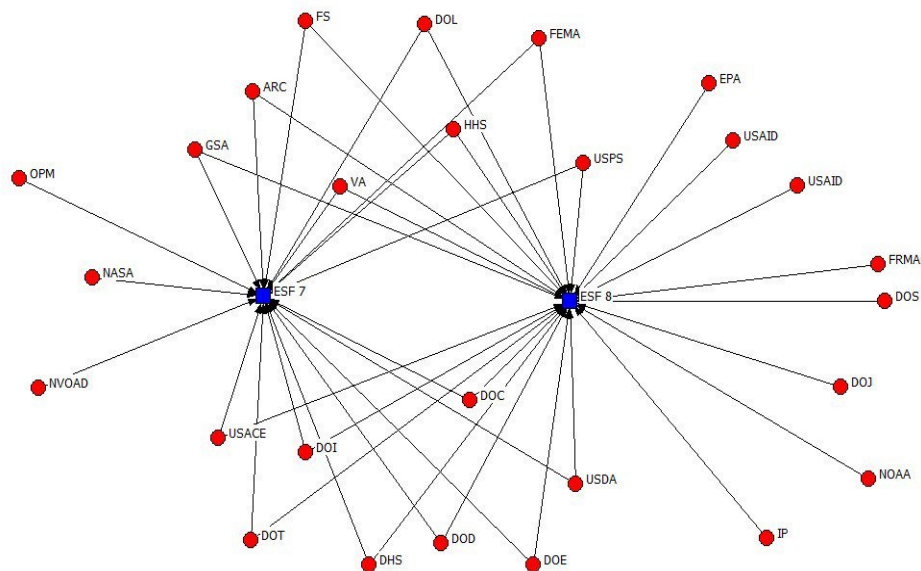 FS
DOL
FEMA
EPA
ARC
HHS
USAID
GSA
USPS
OPM
VA
USAID
FRMA
NASA
ESF 7
ESF 8
DOS
NVOAD
DOC
DOJ
USACE
DOI
USDA
NOAA
DOT
DOD
IP
DHS
DOE